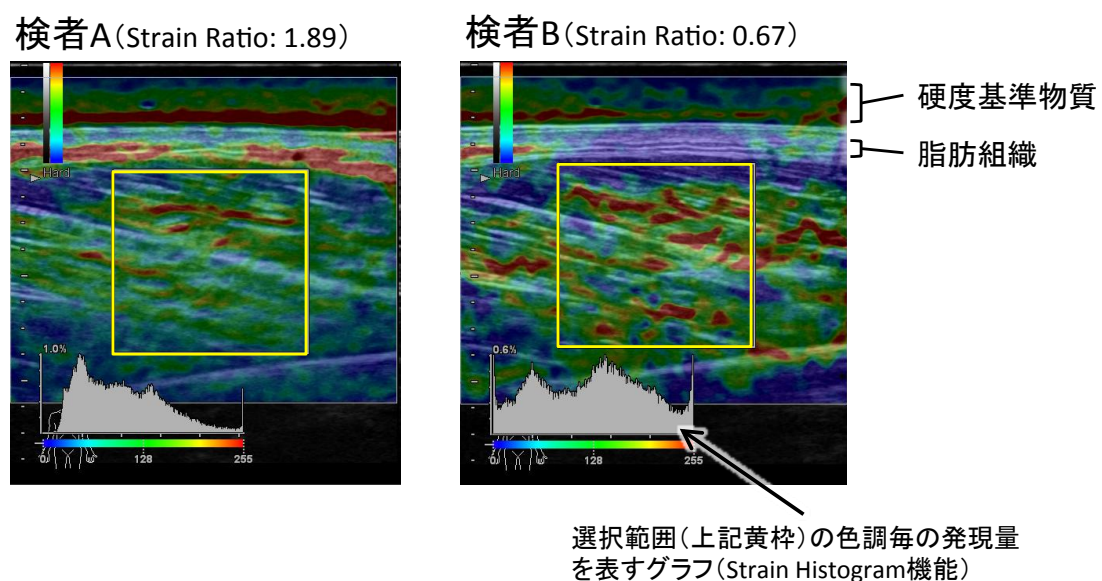 検者A(Strain Ratio: 1.89)
検者B(Strain Ratio: 0.67)
硬度基準物質
脂肪組織
Hard
Hard
1.0%
0.6%
0
128
255
0
128
255
選択範囲(上記黄枠)の色調毎の発現量
を表すグラフ(Strain Histogram機能)